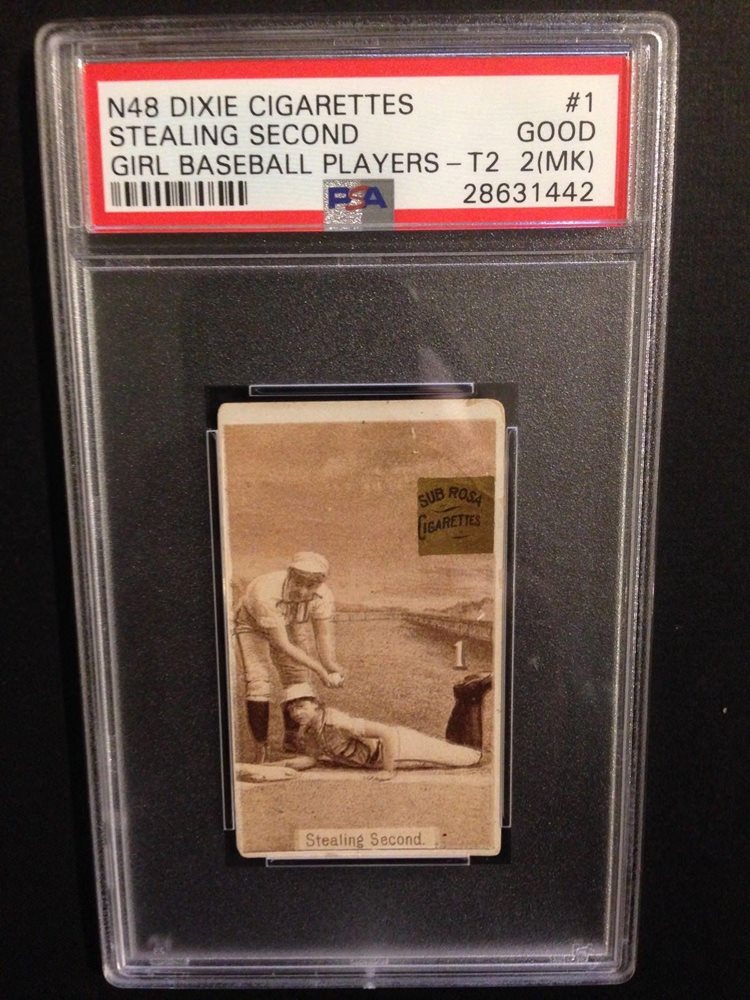 N48 DIXIE CIGARETTES #1
STEALING SECOND GOOD
GIRL BASEBALL PLAYERS – T2 2(MK)
PSA 28631442
SUB ROSA
CIGARETTES
1
Stealing Second.